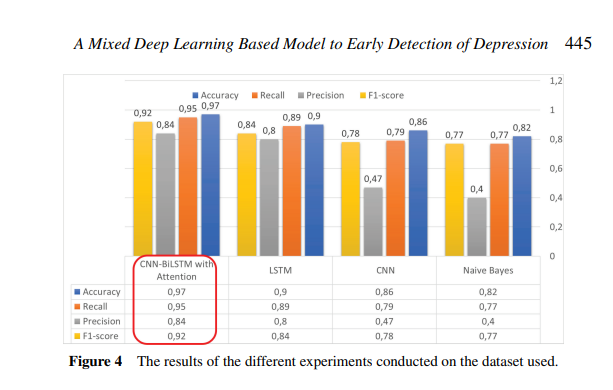 A Mixed Deep Learning Based Model to Early Detection of Depression 445
1,2
1
0,8
0,6
0,4
0,2
0
Accuracy Recall Precision F1-score
0,92 0,84 0,95 0,97
0,84 0,8 0,89 0,9
0,78 0,47 0,79 0,86
0,77 0,4 0,77 0,82
CNN-BiLSTM with Attention LSTM CNN Naive Bayes
Accuracy 0,97 0,9 0,86 0,82
Recall 0,95 0,89 0,79 0,77
Precision 0,84 0,8 0,47 0,4
F1-score 0,92 0,84 0,78 0,77
Figure 4 The results of the different experiments conducted on the dataset used.